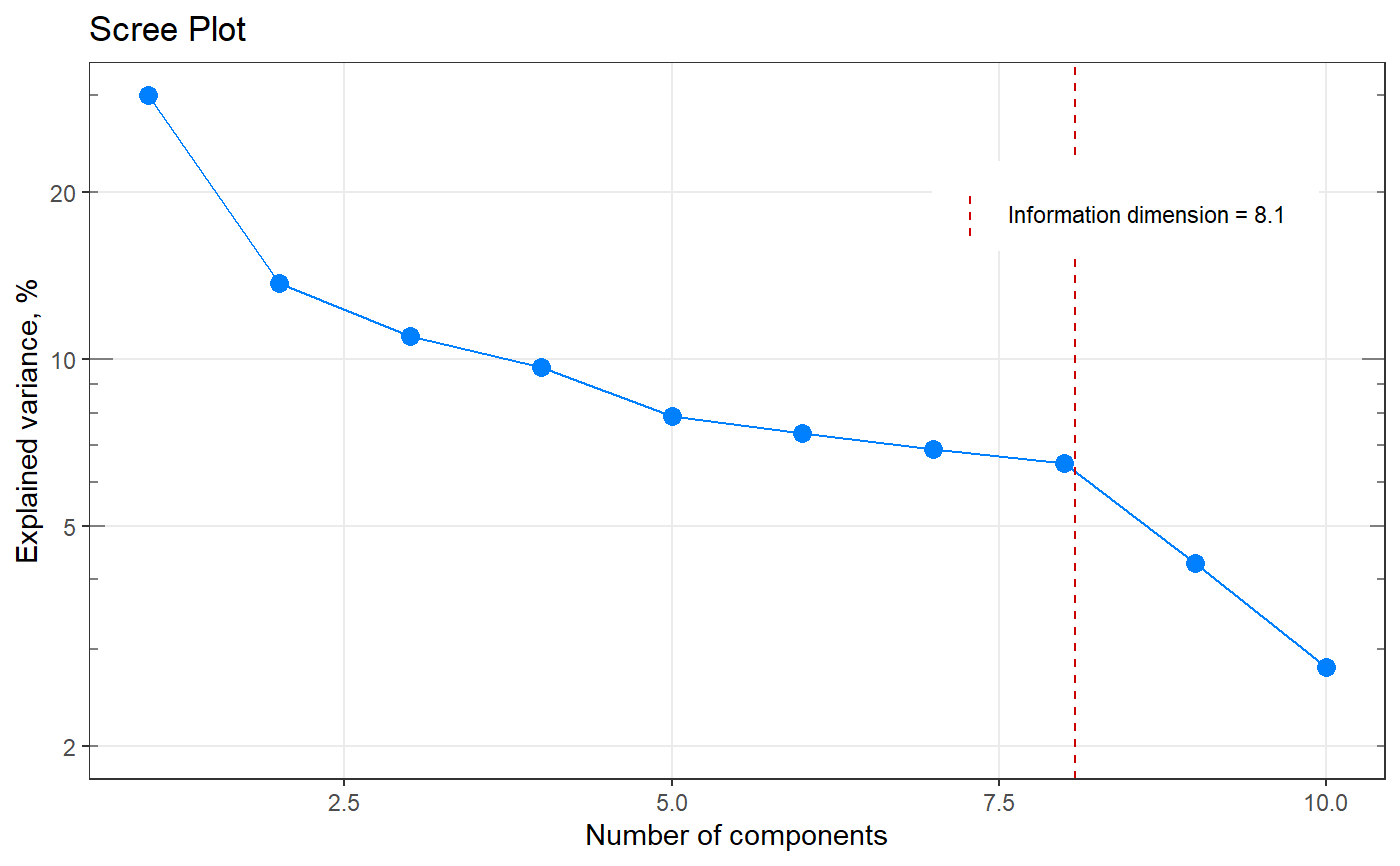 Scree Plot
Explained variance, %
20
10
5
2
Information dimension = 8.1
2.5 5.0 7.5 10.0
Number of components